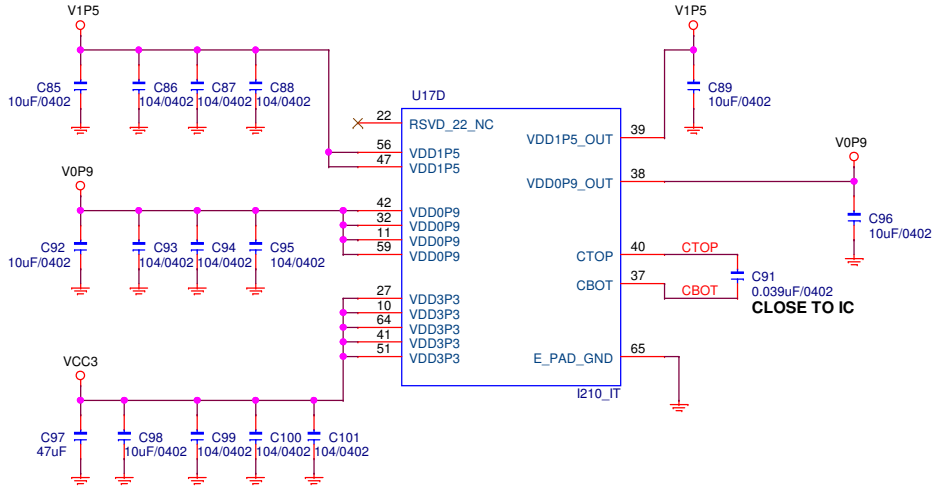 V1P5
V1P5
C85
10uF/0402
C86
104/0402
C87
104/0402
C88
104/0402
C89
10uF/0402
U17D
22
RSVD_22_NC
56
VDD1P5
47
VDD1P5
VDD1P5_OUT
39
V0P9
V0P9
VDD0P9_OUT
38
42
VDD0P9
32
VDD0P9
11
VDD0P9
59
VDD0P9
C92
10uF/0402
C93
104/0402
C94
104/0402
C95
104/0402
C96
10uF/0402
CTOP
40
CTOP
CBOT
37
CBOT
C91
0.039uF/0402
CLOSE TO IC
27
VDD3P3
10
VDD3P3
64
VDD3P3
41
VDD3P3
51
VDD3P3
E_PAD_GND
65
I210_IT
VCC3
C97
47uF
C98
10uF/0402
C99
104/0402
C100
104/0402
C101
104/0402